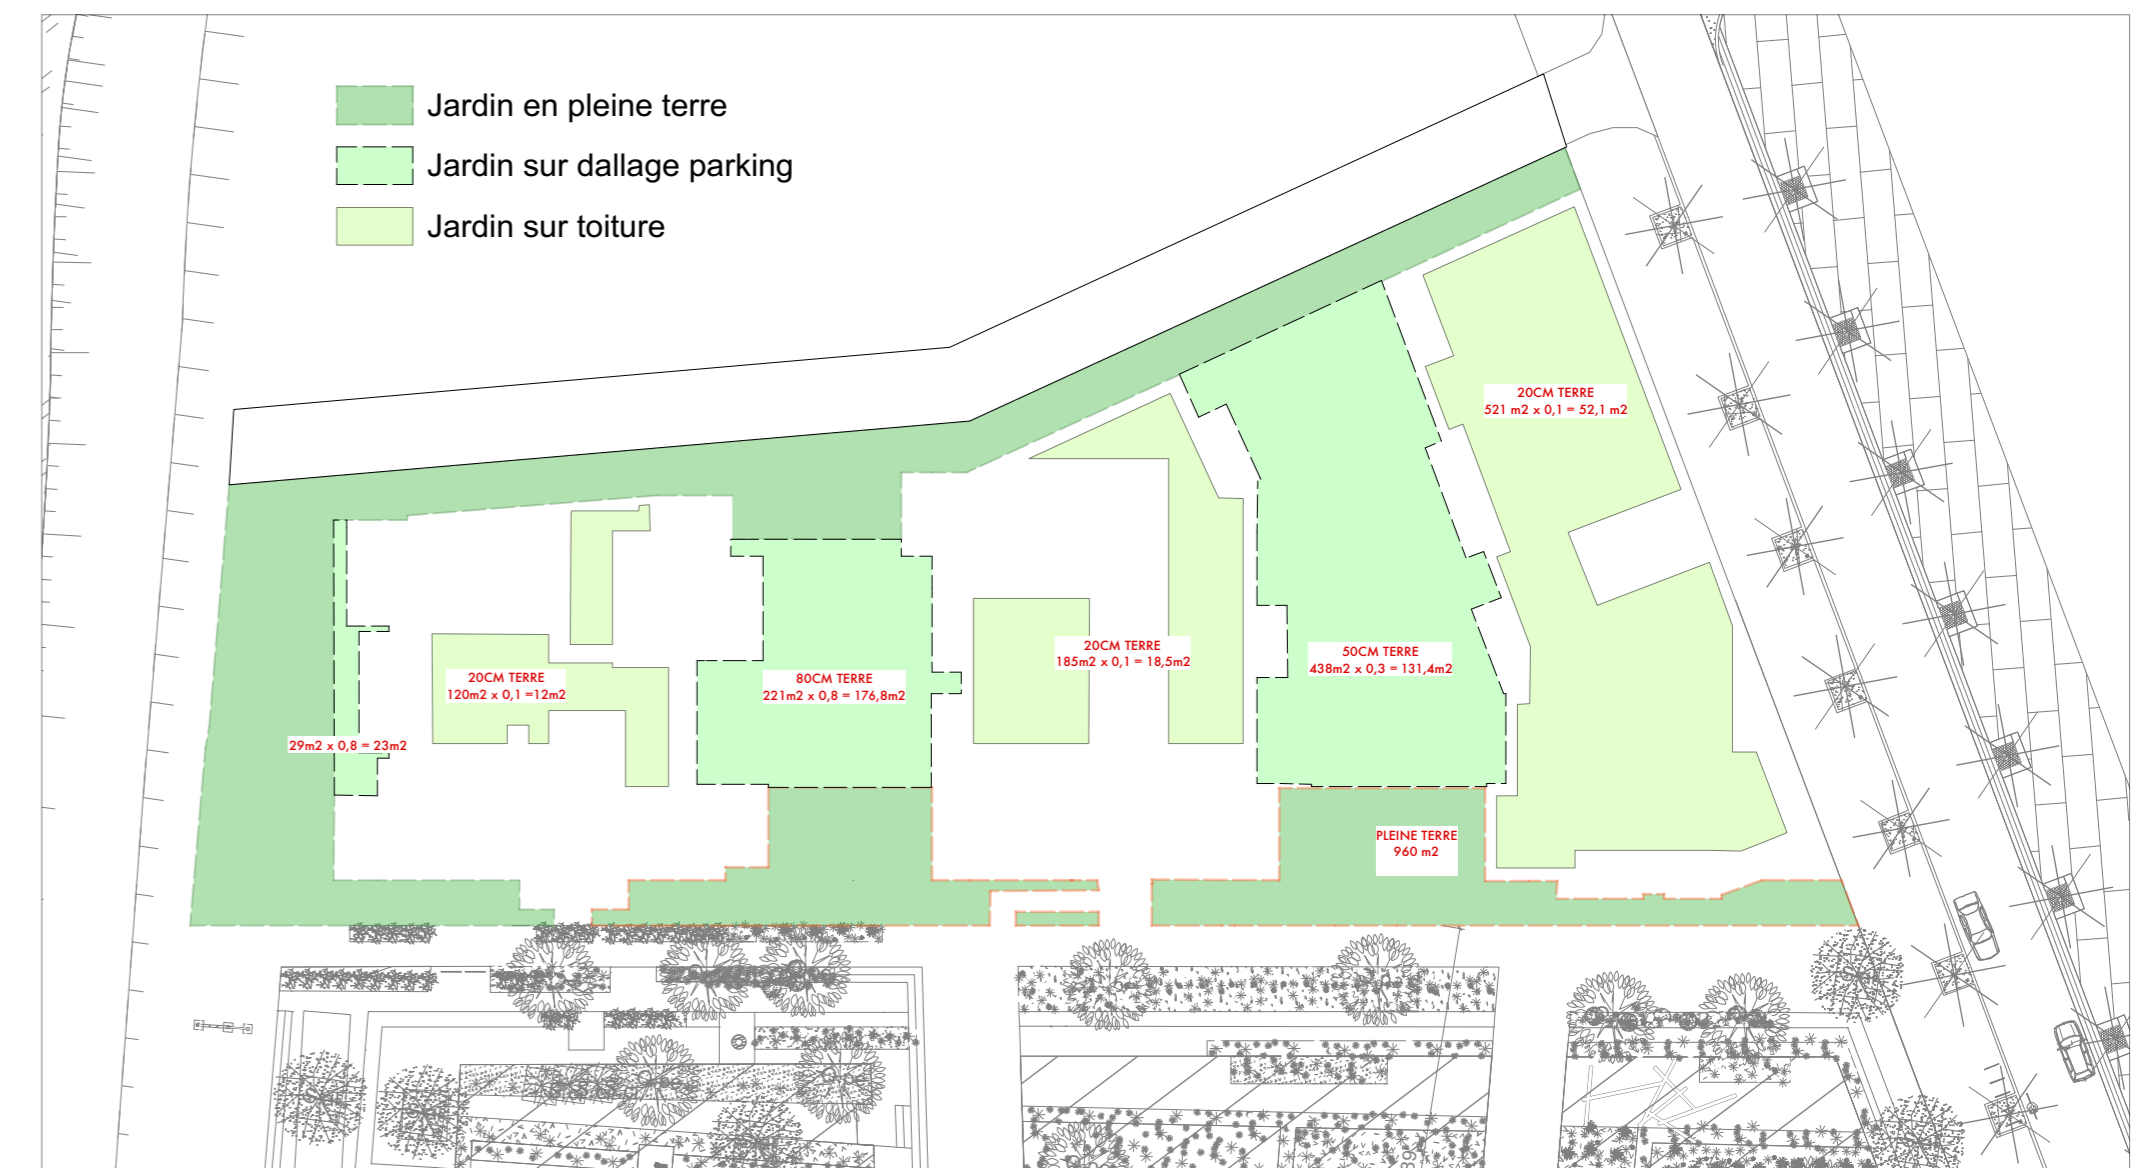 Jardin en pleine terre
Jardin sur dallage parking
Jardin sur toiture
20CM TERRE
521 m2 x 0,1 = 52,1 m2
20CM TERRE
185m2 x 0,1 = 18,5m2
50CM TERRE
438m2 x 0,3 = 131,4m2
20CM TERRE
120m2 x 0,1 =12m2
80CM TERRE
221m2 x 0,8 = 176,8m2
29m2 x 0,8 = 23m2
PLEINE TERRE
960 m2